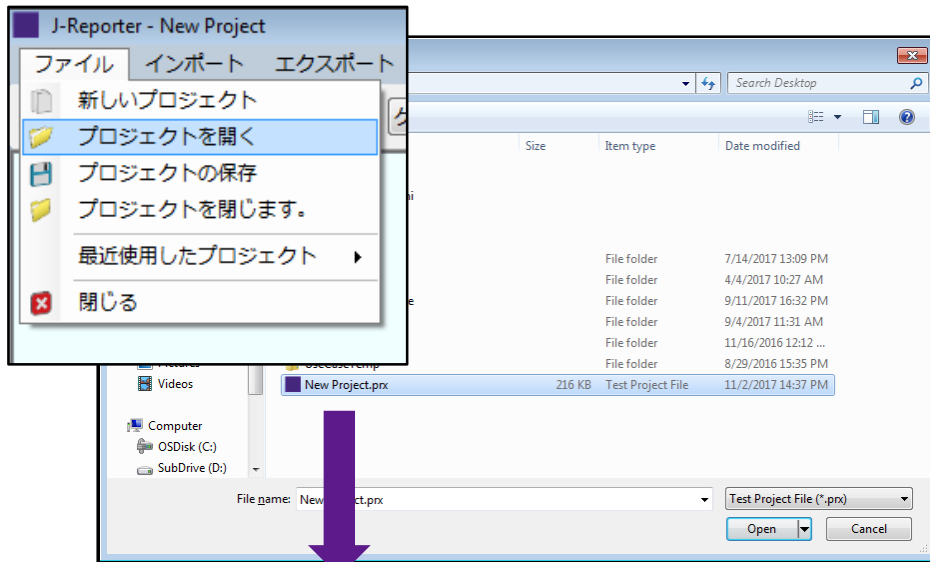 J-Reporter - New Project
ファイル インポート エクスポート
新しいプロジェクト
プロジェクトを開く
プロジェクトの保存
プロジェクトを閉じます。
最近使用したプロジェクト
閉じる
Search Desktop
Size Item type Date modified
File folder 7/14/2017 13:09 PM
File folder 4/4/2017 10:27 AM
File folder 9/11/2017 16:32 PM
File folder 9/4/2017 11:31 AM
File folder 11/16/2016 12:12 ...
File folder 8/29/2016 15:35 PM
Videos New Project.prx 216 KB Test Project File 11/2/2017 14:37 PM
Computer
OSDisk (C:)
SubDrive (D:)
File name: New ct.prx Test Project File (*.prx)
Open Cancel